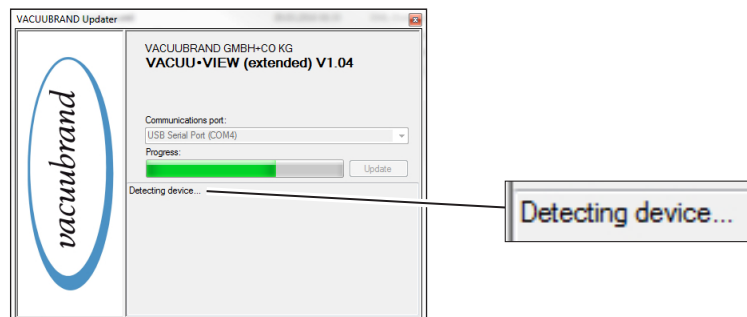 VACUUBRAND Updater
vacuubrand
VACUUBRAND GMBH+CO KG
VACUU•VIEW (extended) V1.04
Communications port:
USB Serial Port (COM4)
Progress:
Update
Detecting device...
Detecting device...